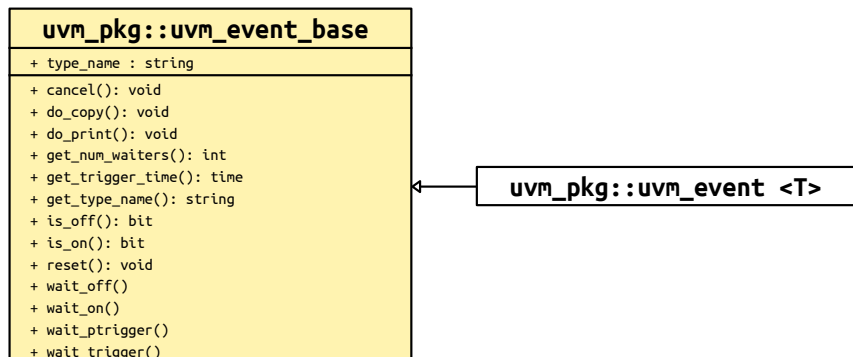 uvm_pkg::uvm_event_base
+ type_name : string
+ cancel(): void
+ do_copy(): void
+ do_print(): void
+ get_num_waiters(): int
+ get_trigger_time(): time
+ get_type_name(): string
+ is_off(): bit
+ is_on(): bit
+ reset(): void
+ wait_off()
+ wait_on()
+ wait_ptrigger()
+ wait_trigger()
uvm_pkg::uvm_event <T>